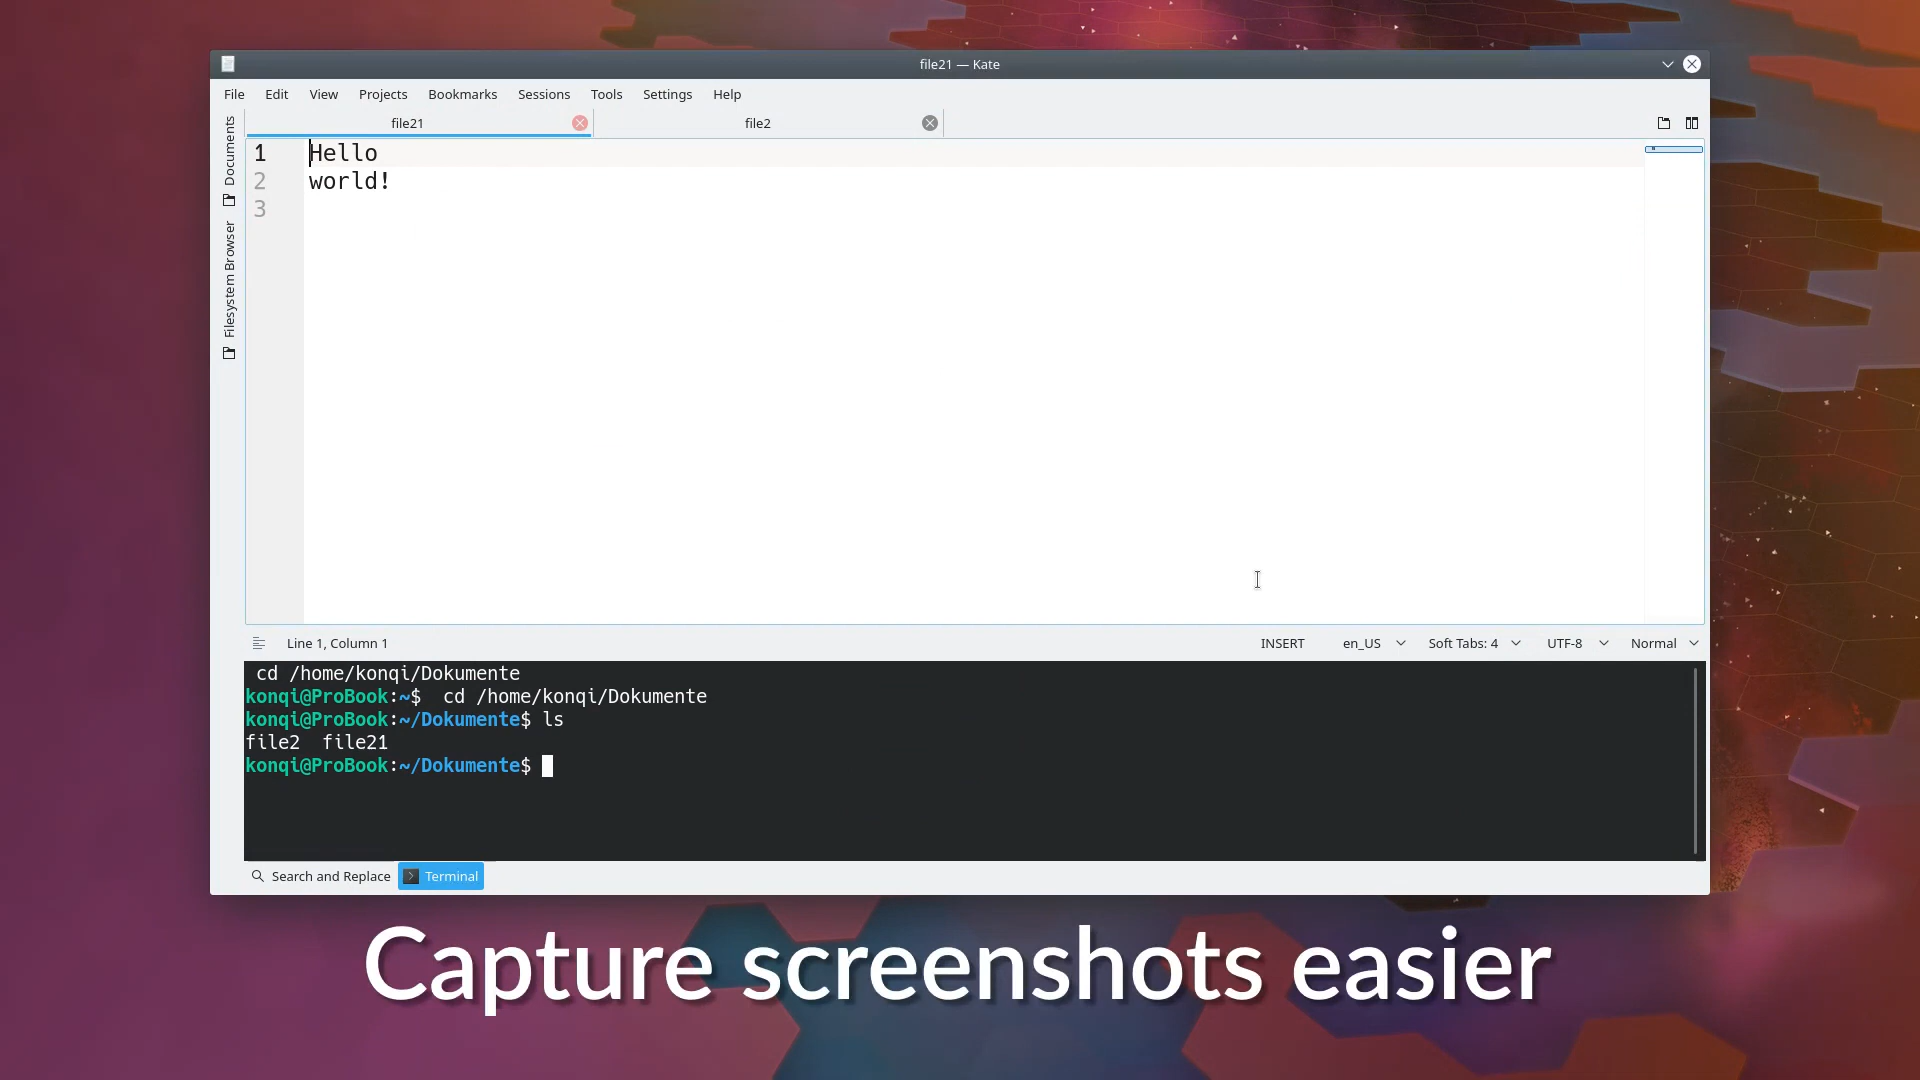 file21 — Kate
File Edit View Projects Bookmarks Sessions Tools Settings Help
file21 file2
Documents
Filesystem Browser
1 Hello
2 world!
3
Line 1, Column 1 INSERT en_US Soft Tabs: 4 UTF-8 Normal
cd /home/konqi/Dokumente
konqi@ProBook:~$  cd /home/konqi/Dokumente
konqi@ProBook:~/Dokumente$ ls
file2  file21
konqi@ProBook:~/Dokumente$
Search and Replace Terminal
Capture screenshots easier